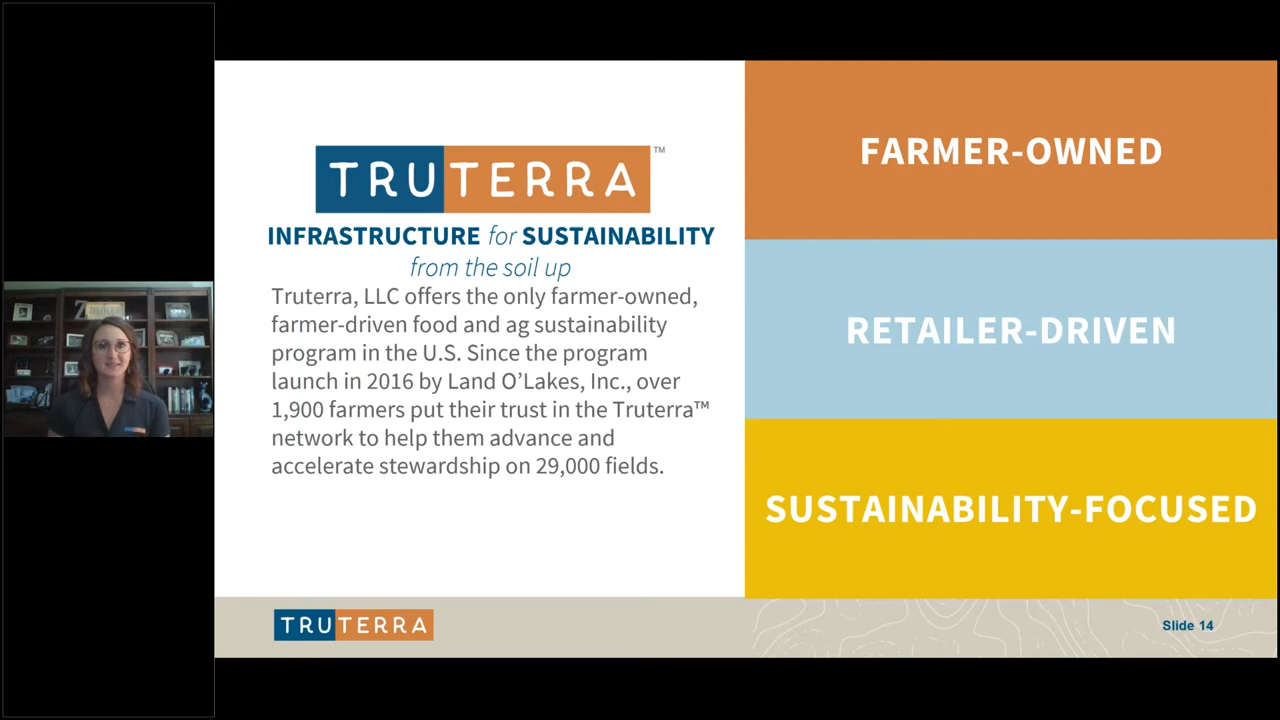 TRUTERRA™
INFRASTRUCTURE for SUSTAINABILITY
from the soil up
Truterra, LLC offers the only farmer-owned,
farmer-driven food and ag sustainability
program in the U.S. Since the program
launch in 2016 by Land O’Lakes, Inc., over
1,900 farmers put their trust in the Truterra™
network to help them advance and
accelerate stewardship on 29,000 fields.
FARMER-OWNED
RETAILER-DRIVEN
SUSTAINABILITY-FOCUSED
TRUTERRA
Slide 14